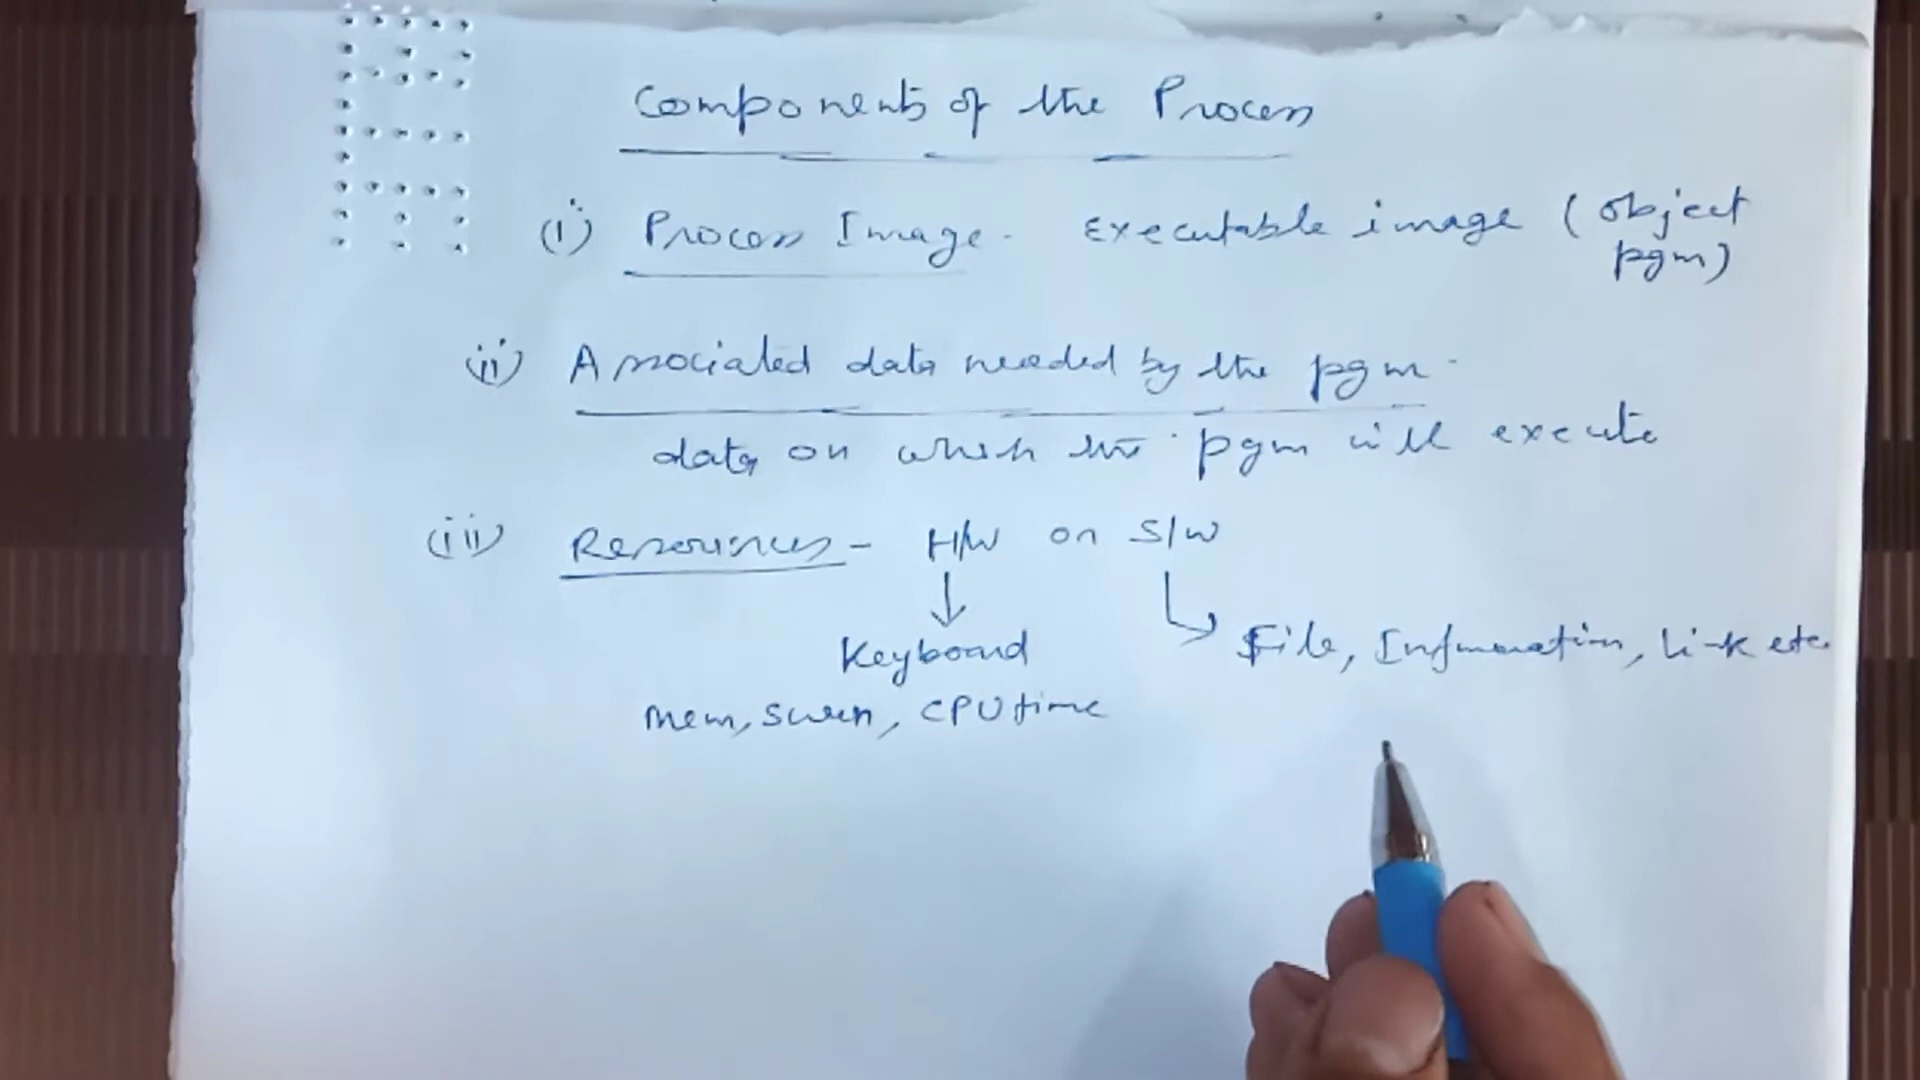 Components of the Process
(i) Process Image - Executable image (object
pgm)
(ii) Associated data needed by the pgm -
data on which the pgm will execute
(iii) Resources - H/W or S/W
Keyboard
File, Information, Link etc.
Mem, Screen, CPU time